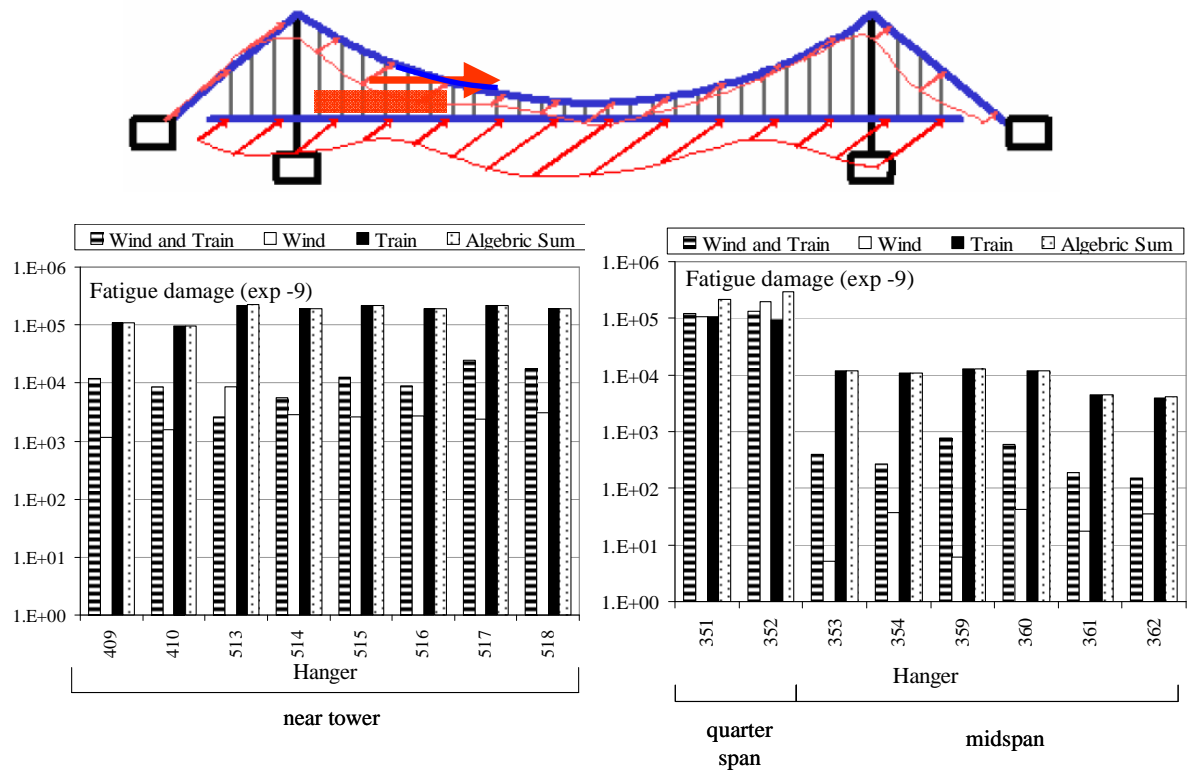 Wind and Train Wind Train Algebric Sum
Fatigue damage (exp -9)
1.E+06
1.E+05
1.E+04
1.E+03
1.E+02
1.E+01
1.E+00
409 410 513 514 515 516 517 518
Hanger
near tower
Wind and Train Wind Train Algebric Sum
Fatigue damage (exp -9)
1.E+06
1.E+05
1.E+04
1.E+03
1.E+02
1.E+01
1.E+00
351 352 353 354 359 360 361 362
Hanger
quarter
span
midspan